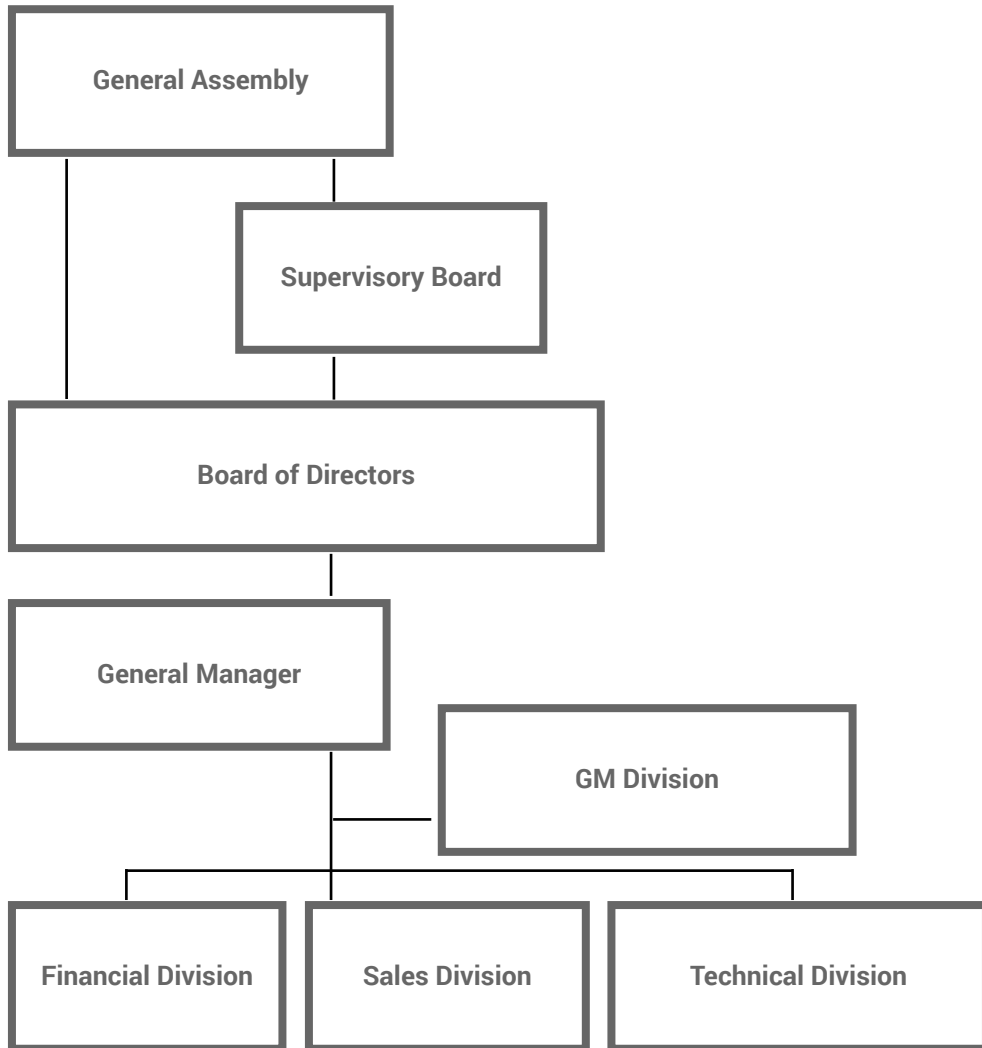 General Assembly
Supervisory Board
Board of Directors
General Manager
GM Division
Financial Division
Sales Division
Technical Division